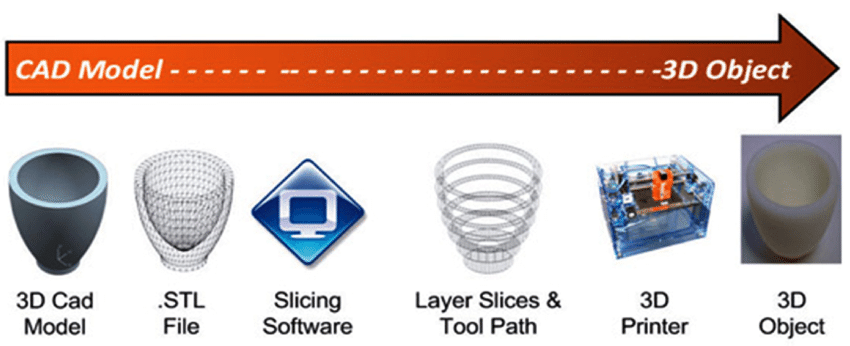 CAD Model - - - - - - -- - - - - - - - - - - - - - - - - - - - - - -3D Object
3D Cad
Model
.STL
File
Slicing
Software
Layer Slices &
Tool Path
3D
Printer
3D
Object